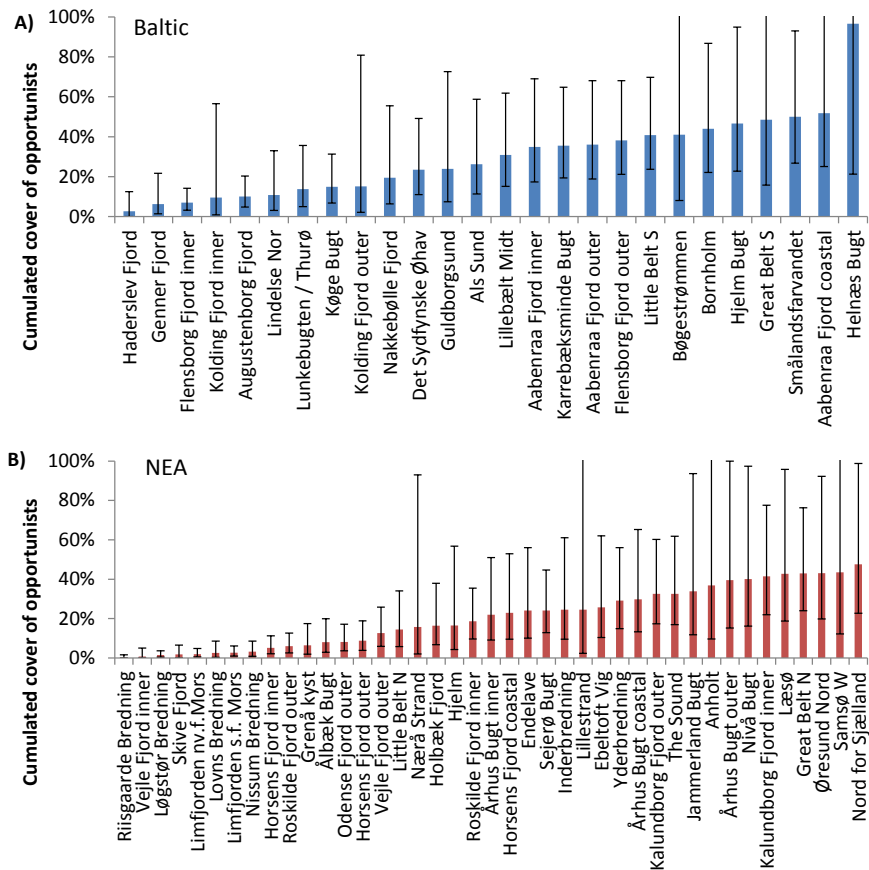 A)
Baltic
Cumulated cover of opportunists
100%
80%
60%
40%
20%
0%
Haderslev Fjord
Genner Fjord
Flensborg Fjord inner
Kolding Fjord inner
Augustenborg Fjord
Lindelse Nor
Lunkebugten / Thurø
Køge Bugt
Kolding Fjord outer
Nakkebølle Fjord
Det Sydfynske Øhav
Guldborgsund
Als Sund
Lillebælt Midt
Aabenraa Fjord inner
Karrebæksminde Bugt
Aabenraa Fjord outer
Flensborg Fjord outer
Little Belt S
Bøgestrømmen
Bornholm
Hjelm Bugt
Great Belt S
Smålandsfarvandet
Aabenraa Fjord coastal
Helnæs Bugt
B)
NEA
Cumulated cover of opportunists
100%
80%
60%
40%
20%
0%
Riisgaarde Bredning
Vejle Fjord inner
Løgstør Bredning
Skive Fjord
Limfjorden nv.f.Mors
Lovns Bredning
Limfjorden s.f. Mors
Nissum Bredning
Horsens Fjord inner
Roskilde Fjord outer
Grenå kyst
Ålbæk Bugt
Odense Fjord outer
Horsens Fjord outer
Vejle Fjord outer
Little Belt N
Nærå Strand
Holbæk Fjord
Hjelm
Roskilde Fjord inner
Århus Bugt inner
Horsens Fjord coastal
Endelave
Sejerø Bugt
Inderbredning
Lillestrand
Ebeltoft Vig
Yderbredning
Århus Bugt coastal
Kalundborg Fjord outer
The Sound
Jammerland Bugt
Anholt
Århus Bugt outer
Nivå Bugt
Kalundborg Fjord inner
Læsø
Great Belt N
Øresund Nord
Samsø W
Nord for Sjælland